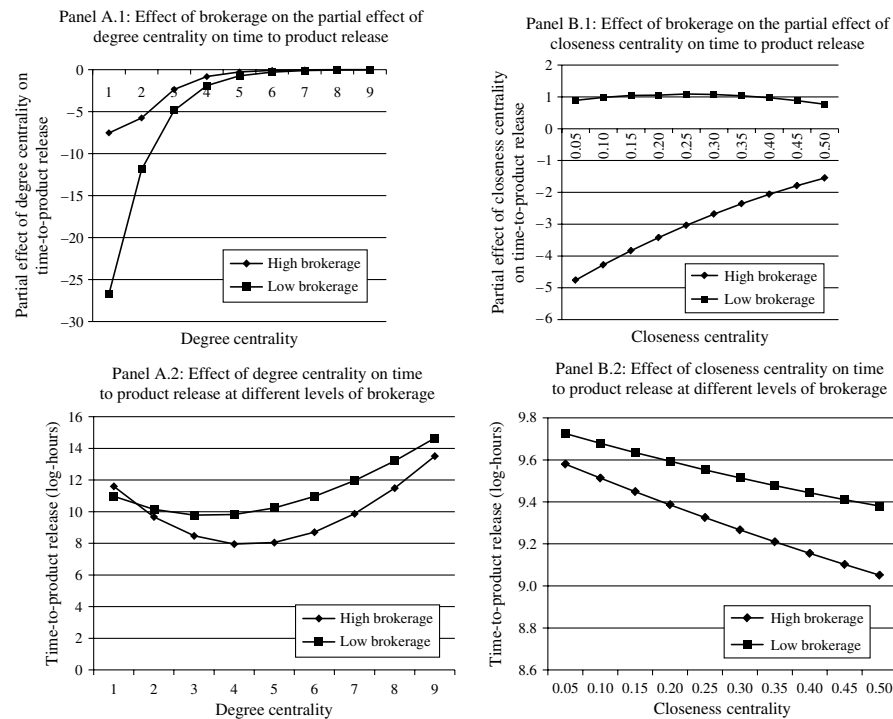 Panel A.1: Effect of brokerage on the partial effect of
degree centrality on time to product release
Partial effect of degree centrality on
time-to-product release
0
−5
−10
−15
−20
−25
−30
1 2 3 4 5 6 7 8 9
High brokerage
Low brokerage
Degree centrality
Panel B.1: Effect of brokerage on the partial effect of
closeness centrality on time to product release
Partial effect of closeness centrality
on time-to-product release
2
1
0
−1
−2
−3
−4
−5
−6
0.05 0.10 0.15 0.20 0.25 0.30 0.35 0.40 0.45 0.50
High brokerage
Low brokerage
Closeness centrality
Panel A.2: Effect of degree centrality on time
to product release at different levels of brokerage
Time-to-product release (log-hours)
16
14
12
10
8
6
4
2
0
High brokerage
Low brokerage
1 2 3 4 5 6 7 8 9
Degree centrality
Panel B.2: Effect of closeness centrality on time
to product release at different levels of brokerage
Time-to-product release (log-hours)
9.8
9.6
9.4
9.2
9.0
8.8
8.6
High brokerage
Low brokerage
0.05 0.10 0.15 0.20 0.25 0.30 0.35 0.40 0.45 0.50
Closeness centrality